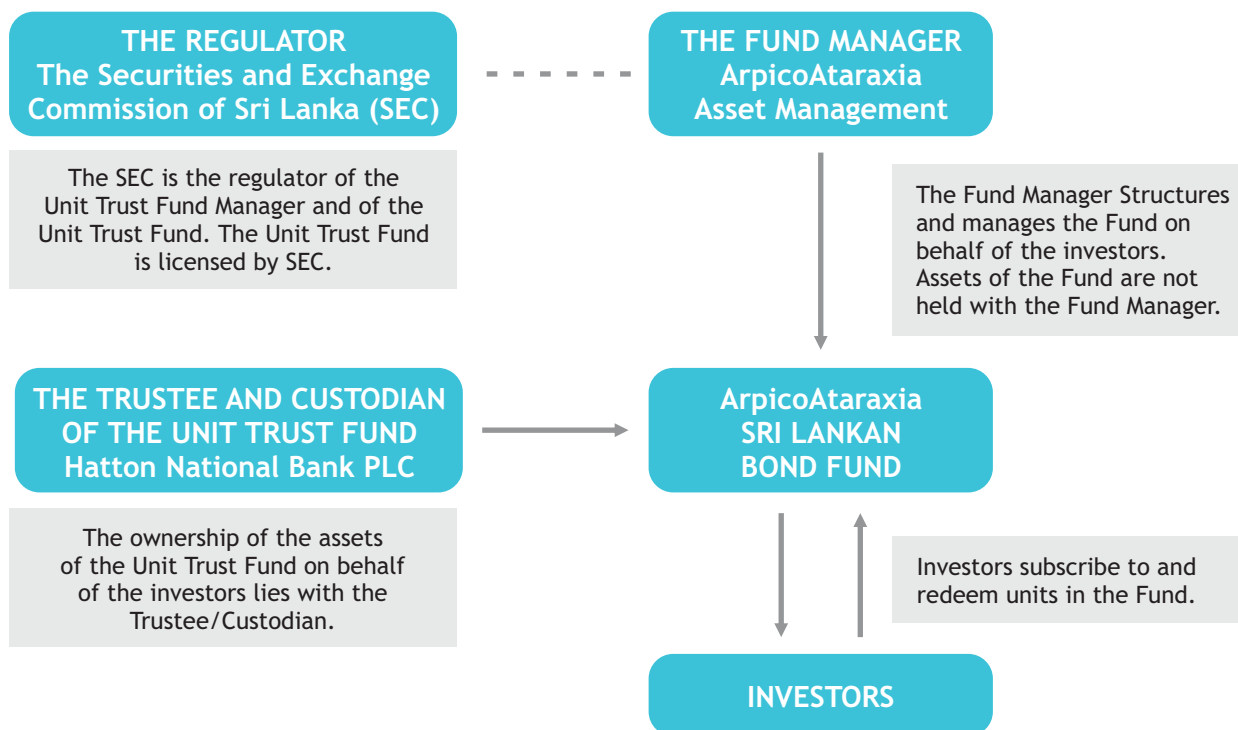 THE REGULATOR
The Securities and Exchange
Commission of Sri Lanka (SEC)
The SEC is the regulator of the
Unit Trust Fund Manager and of the
Unit Trust Fund. The Unit Trust Fund
is licensed by SEC.
THE FUND MANAGER
ArpicoAtaraxia
Asset Management
The Fund Manager Structures
and manages the Fund on
behalf of the investors.
Assets of the Fund are not
held with the Fund Manager.
THE TRUSTEE AND CUSTODIAN
OF THE UNIT TRUST FUND
Hatton National Bank PLC
The ownership of the assets
of the Unit Trust Fund on behalf
of the investors lies with the
Trustee/Custodian.
ArpicoAtaraxia
SRI LANKAN
BOND FUND
Investors subscribe to and
redeem units in the Fund.
INVESTORS